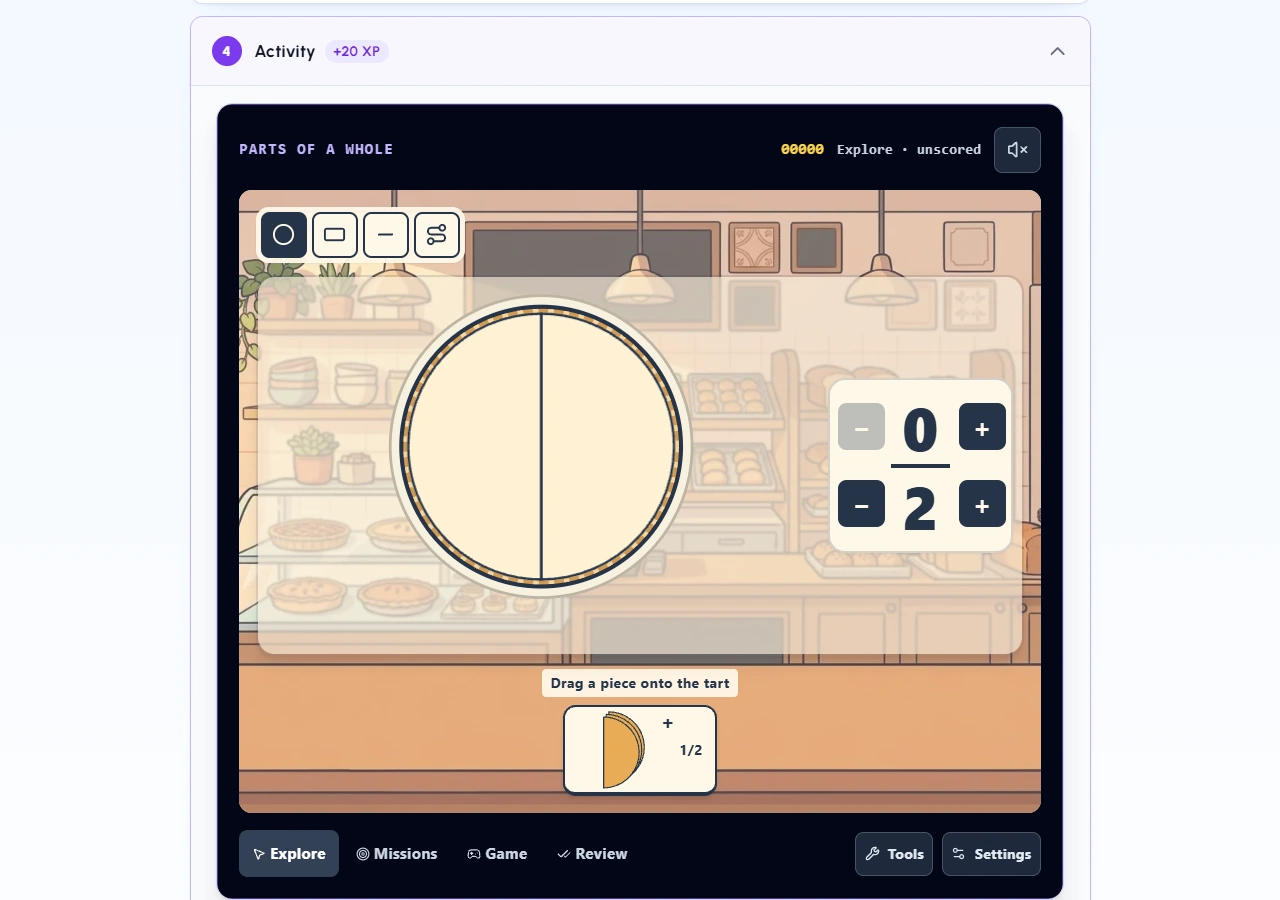 4 Activity +20 XP
PARTS OF A WHOLE
00000 Explore · unscored
− 0 +
− 2 +
Drag a piece onto the tart
+
1/2
Explore Missions Game Review Tools Settings